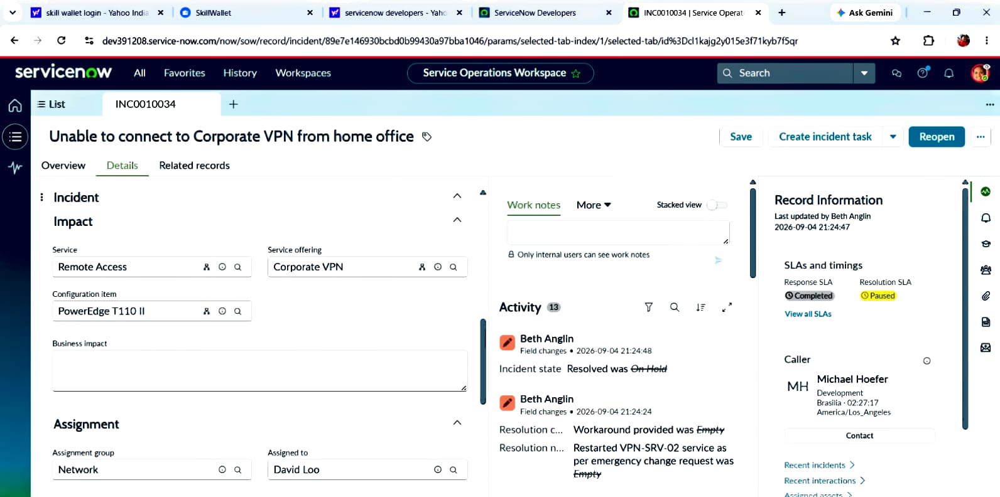 skill wallet login - Yahoo India
SkillWallet
servicenow developers - Yaho
ServiceNow Developers
INC0010034 | Service Operati
Ask Gemini
dev391208.service-now.com/now/sow/record/incident/89e7e146930bcbd0b99430a97bba1046/params/selected-tab-index/1/selected-tab/id%3Dcl1kajg2y015e3f71kyb7f5qr
servicenow
All
Favorites
History
Workspaces
Service Operations Workspace
Search
List
INC0010034
Unable to connect to Corporate VPN from home office
Save
Create incident task
Reopen
Overview
Details
Related records
Incident
Impact
Service
Service offering
Remote Access
Corporate VPN
Configuration item
PowerEdge T110 II
Business impact
Assignment
Assignment group
Assigned to
Network
David Loo
Work notes
More
Stacked view
Only internal users can see work notes
Activity 13
Beth Anglin
Field changes • 2026-09-04 21:24:48
Incident state Resolved was On Hold
Beth Anglin
Field changes • 2026-09-04 21:24:24
Resolution c... Workaround provided was Empty
Resolution n... Restarted VPN-SRV-02 service as
per emergency change request was
Empty
Record Information
Last updated by Beth Anglin
2026-09-04 21:24:47
SLAs and timings
Response SLA
Resolution SLA
Completed
Paused
View all SLAs
Caller
MH
Michael Hoefer
Development
Brasilia · 02:27:17
America/Los_Angeles
Contact
Recent incidents
Recent interactions
Assigned assets